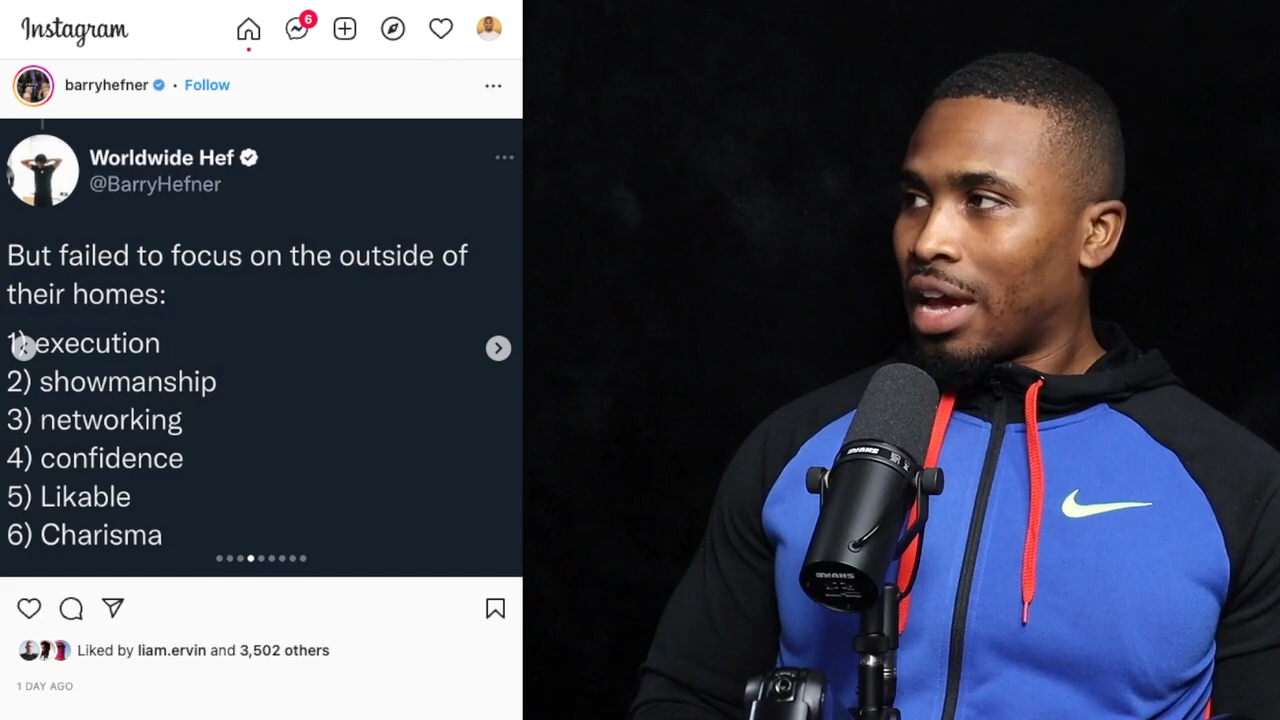 Instagram
6
barryhefner • Follow
Worldwide Hef
@BarryHefner
But failed to focus on the outside of
their homes:
1) execution
2) showmanship
3) networking
4) confidence
5) Likable
6) Charisma
Liked by liam.ervin and 3,502 others
1 DAY AGO
SHURE
SHURE